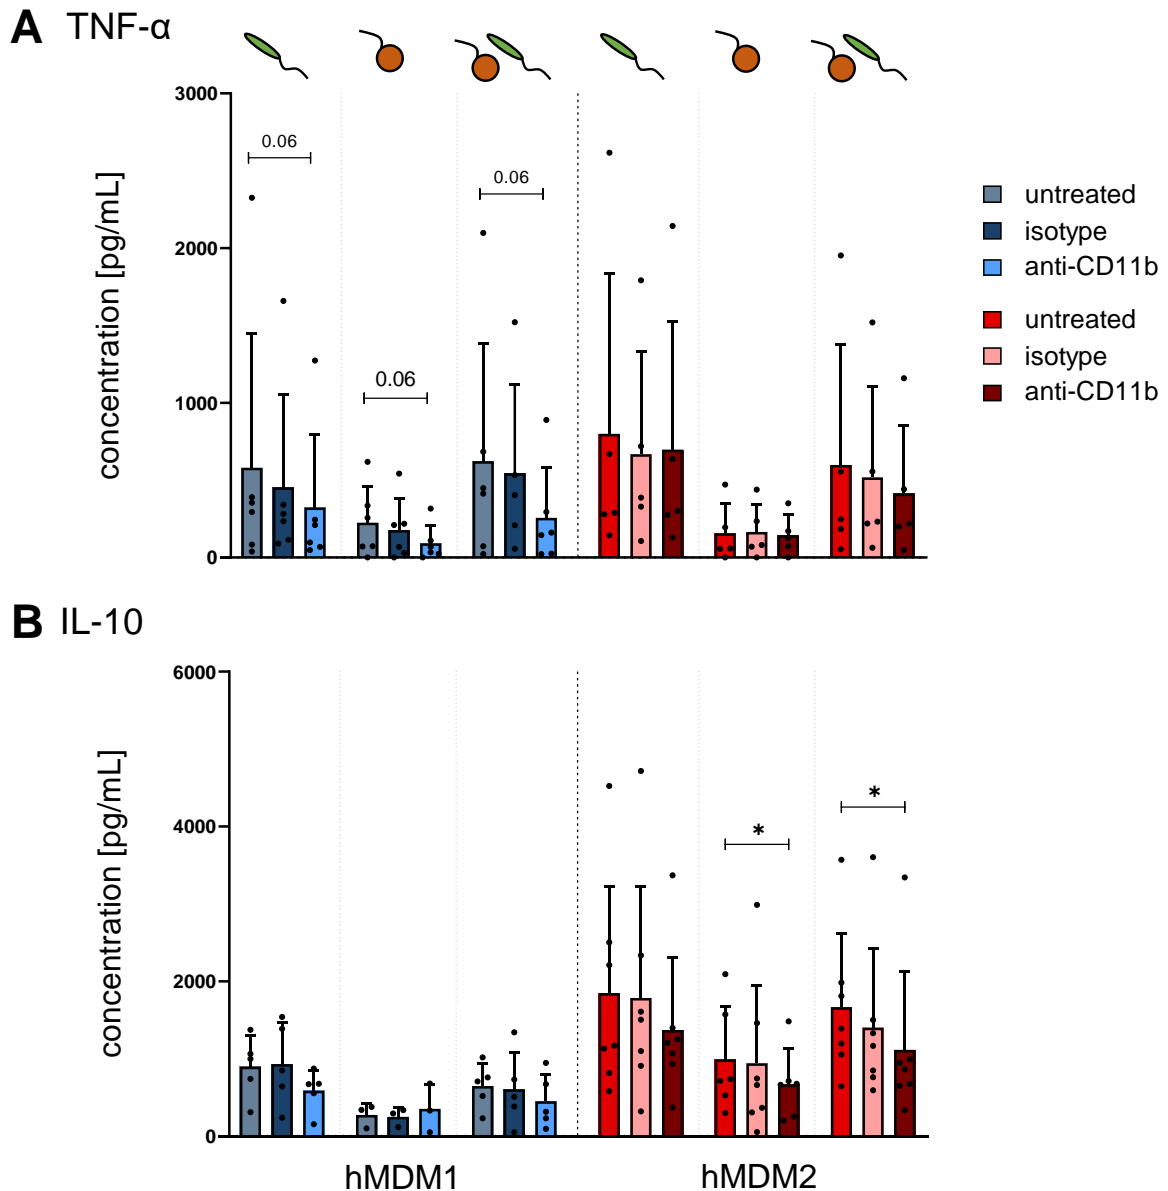 A TNF-α
3000
2000
1000
0
concentration [pg/mL]
0.06
0.06
0.06
untreated
isotype
anti-CD11b
untreated
isotype
anti-CD11b
B IL-10
6000
4000
2000
0
concentration [pg/mL]
*
*
hMDM1
hMDM2